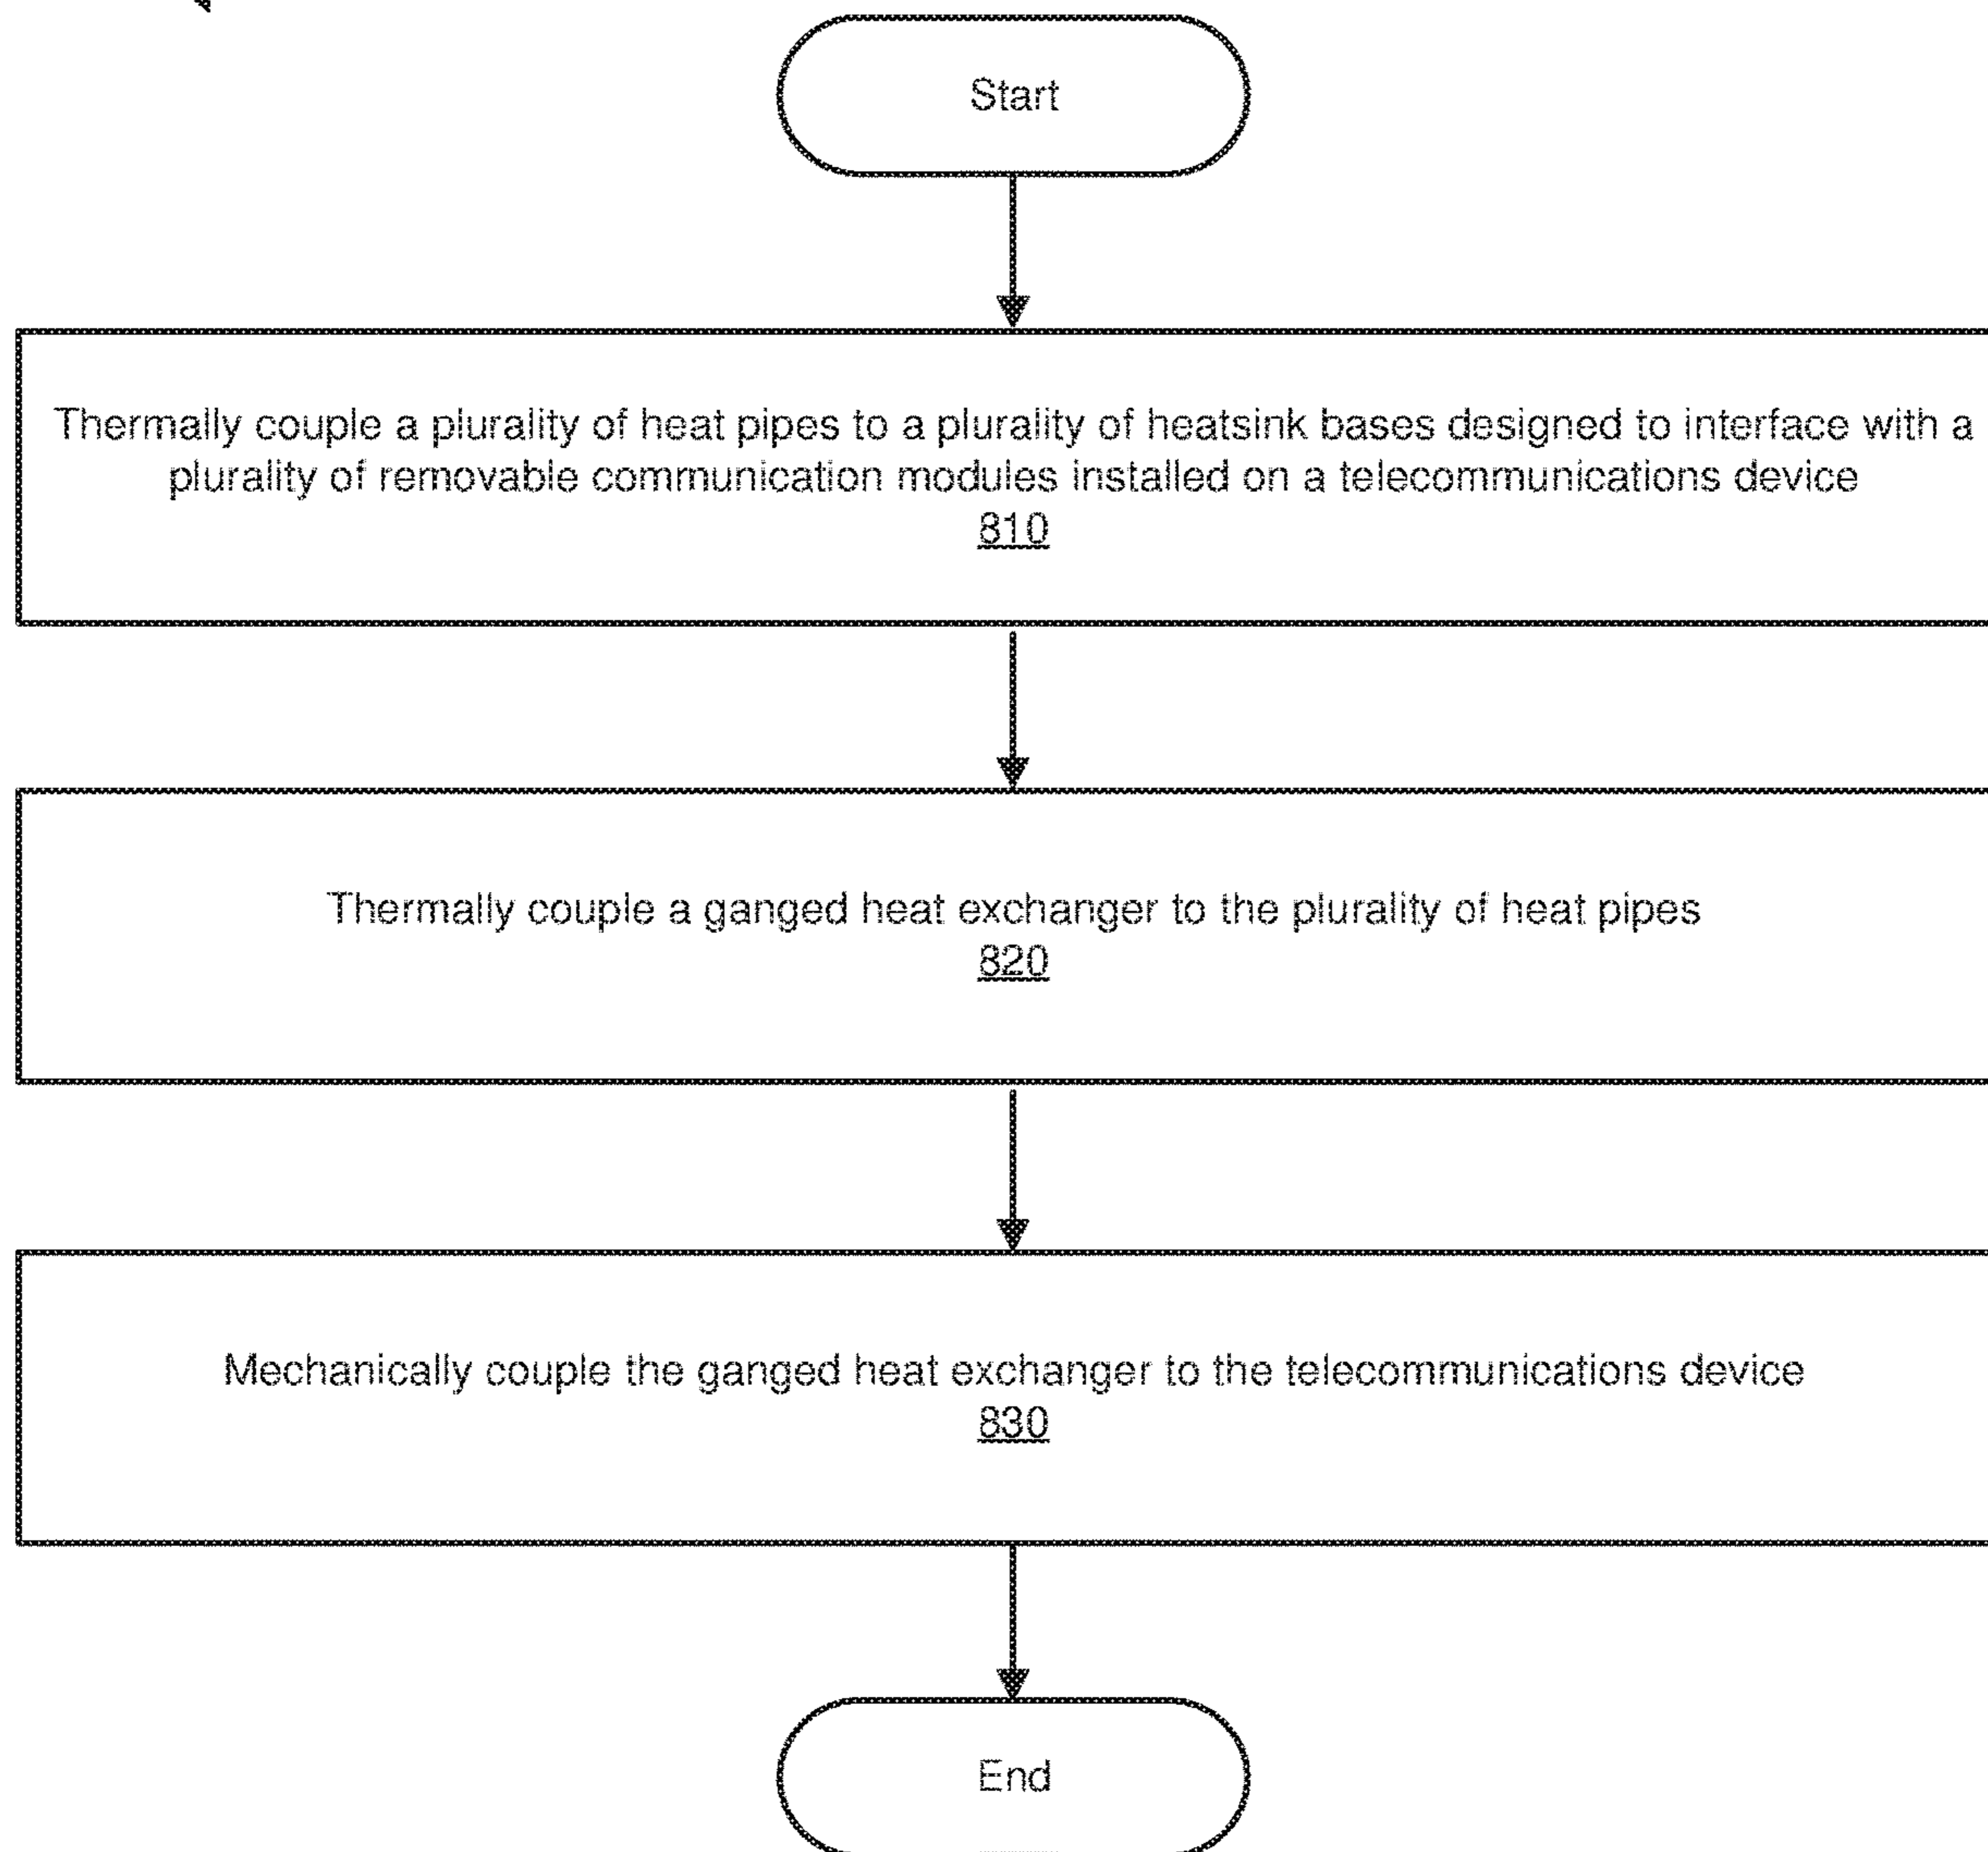 Start
Thermally couple a plurality of heat pipes to a plurality of heatsink bases designed to interface with a
plurality of removable communication modules installed on a telecommunications device
810
Thermally couple a ganged heat exchanger to the plurality of heat pipes
820
Mechanically couple the ganged heat exchanger to the telecommunications device
830
End